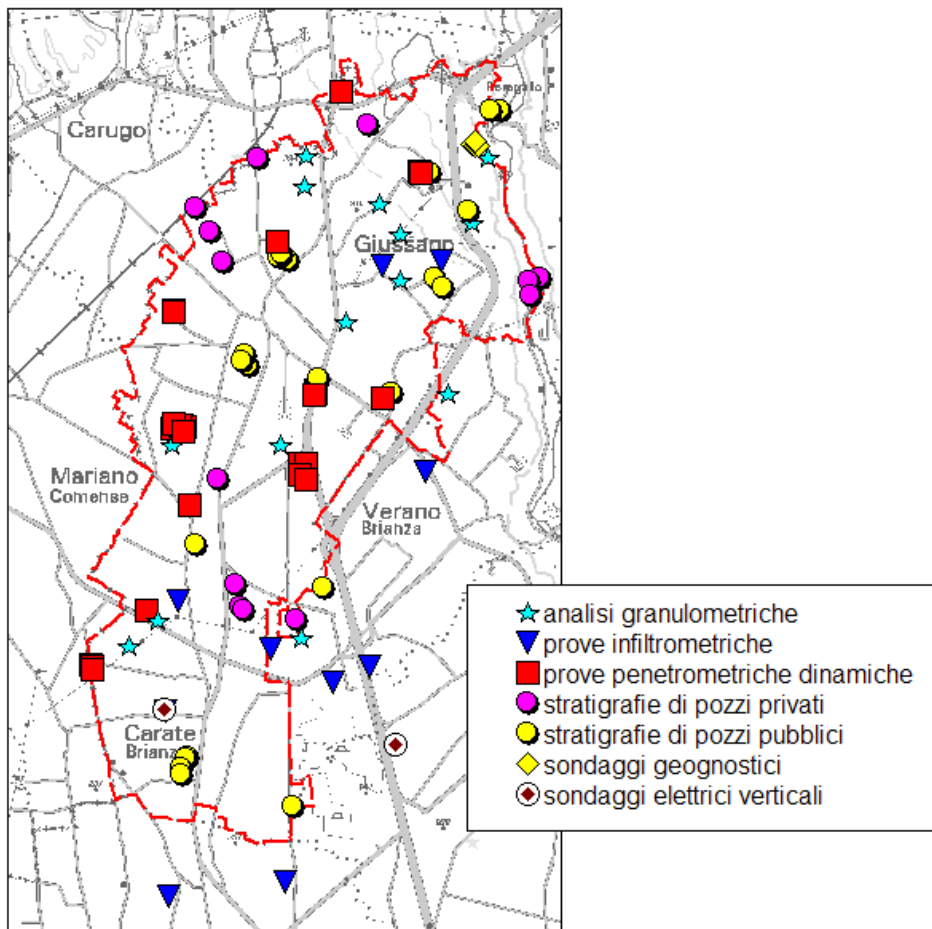 Carugo
Giussano
Mariano
Comense
Verano
Brianza
Carate
Brianz
analisi granulometriche
prove infiltrometriche
prove penetrometriche dinamiche
stratigrafie di pozzi privati
stratigrafie di pozzi pubblici
sondaggi geognostici
sondaggi elettrici verticali